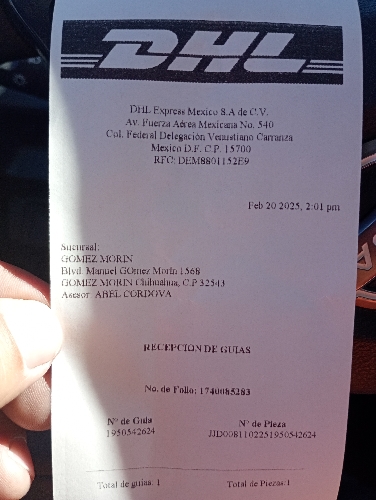 DHL
DHL Express Mexico S.A de C.V.
Av. Fuerza Aérea Mexicana No. 540
Col. Federal Delegación Venustiano Carranza
Mexico D.F. C.P. 15700
RFC: DEM8801152E9
Feb 20 2025, 2:01 pm
Sucursal:
GOMEZ MORIN
Blvd. Manuel GOmez Morin 1568
GOMEZ MORIN Chihuahua, C.P 32543
Asesor: ABEL CORDOVA
RECEPCION DE GUIAS
No. de Folio: 1740085283
Nº de Guia Nº de Pieza
1950542624 JJD0081102251950542624
Total de guias: 1 Total de Piezas: 1